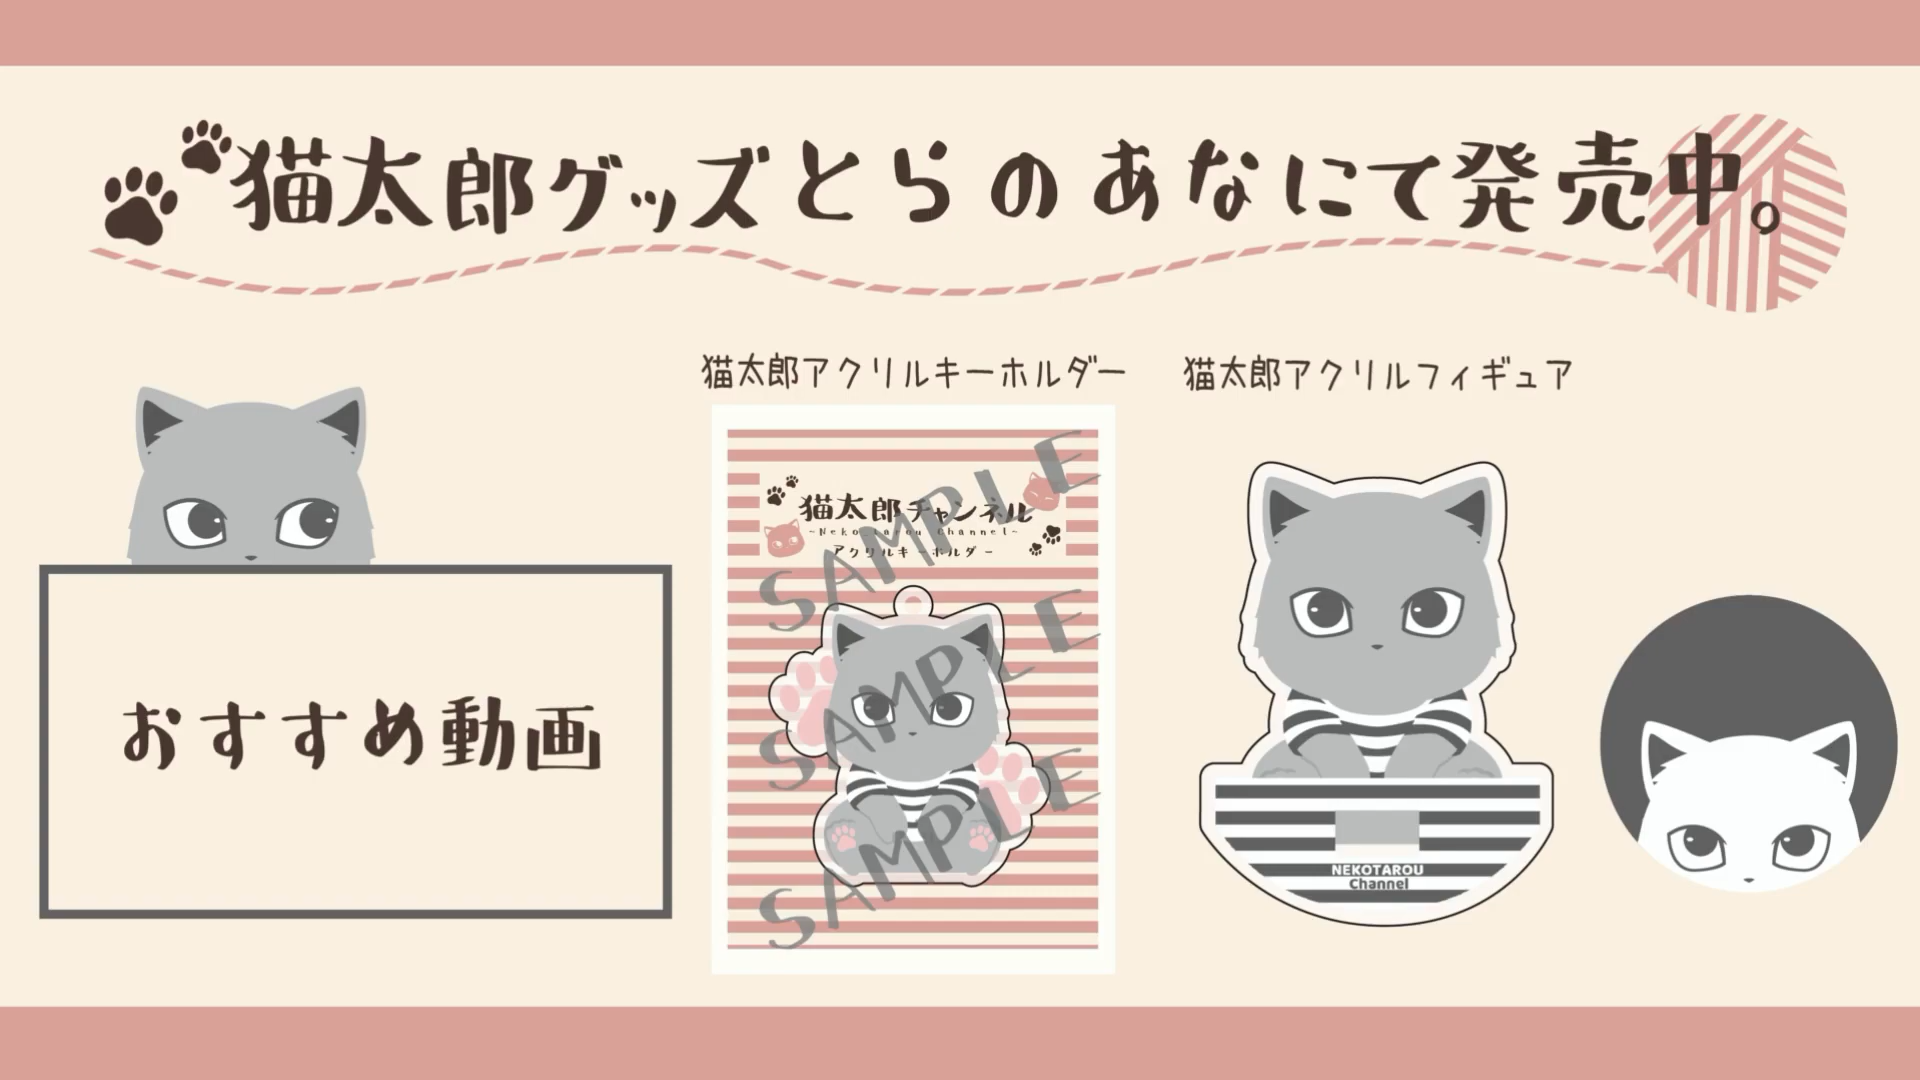 猫太郎グッズとらのあなにて発売中。
猫太郎アクリルキーホルダー
猫太郎アクリルフィギュア
おすすめ動画
猫太郎チャンネル
~Neko tarou Channel~
アクリルキーホルダー
SAMPLE
SAMPLE
SAMPLE
NEKOTAROU
Channel